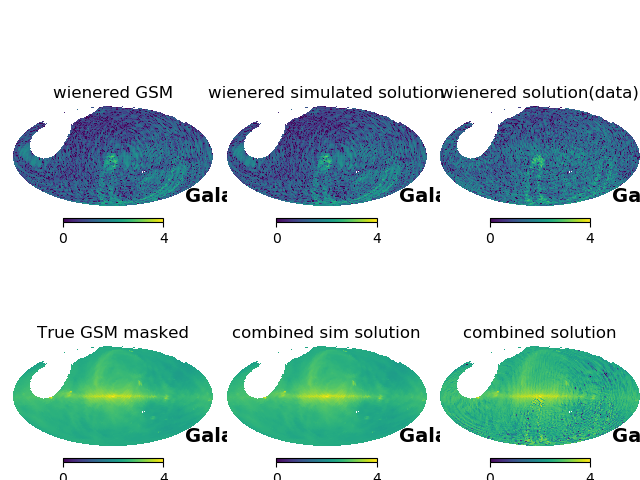 wienered GSM
wienered simulated solution
wienered solution(data)
Gala
Gala
Ga
0 4
0 4
0 4
True GSM masked
combined sim solution
combined solution
Gala
Gala
Ga
0 4
0 4
0 4